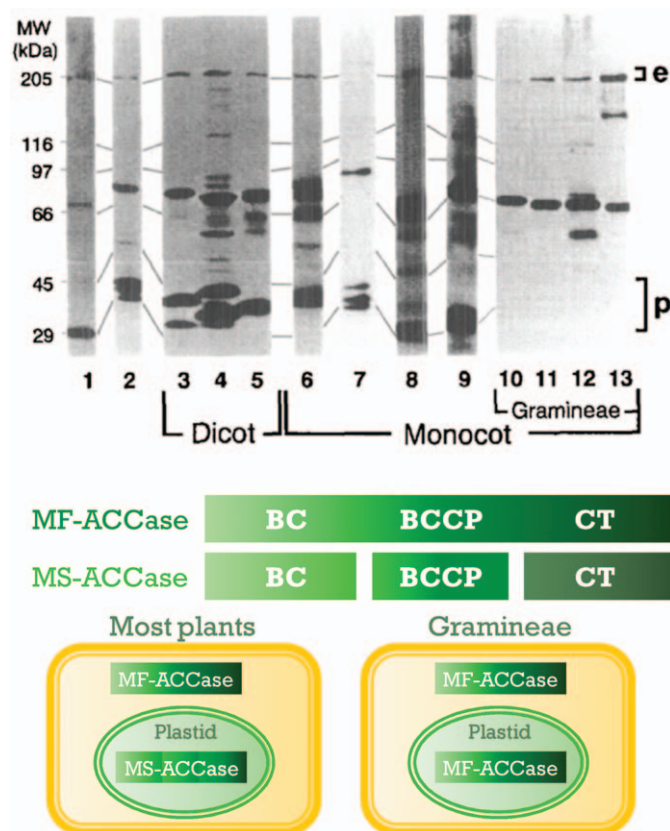 MW
(kDa)
205
116
97
66
45
29
e
p
1 2 3 4 5 6 7 8 9 10 11 12 13
Gramineae
Dicot Monocot
MF-ACCase BC BCCP CT
MS-ACCase BC BCCP CT
Most plants Gramineae
MF-ACCase MF-ACCase
Plastid Plastid
MS-ACCase MF-ACCase